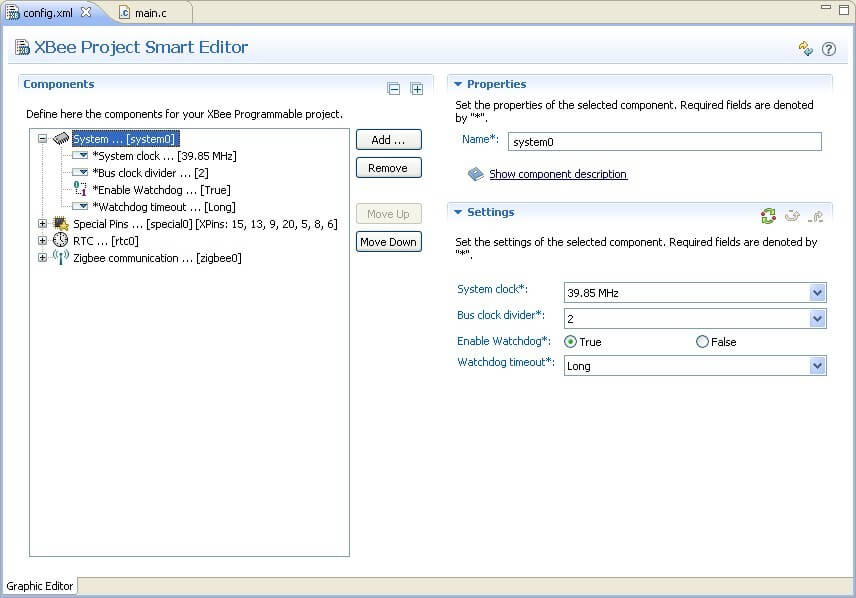 config.xml
main.c
XBee Project Smart Editor
Components
Define here the components for your XBee Programmable project.
System ... [system0]
*System clock ... [39.85 MHz]
*Bus clock divider ... [2]
*Enable Watchdog ... [True]
*Watchdog timeout ... [Long]
Special Pins ... [special0] [XPins: 15, 13, 9, 20, 5, 8, 6]
RTC ... [rtc0]
Zigbee communication ... [zigbee0]
Add ...
Remove
Move Up
Move Down
Properties
Set the properties of the selected component. Required fields are denoted
by "*".
Name*: system0
Show component description
Settings
Set the settings of the selected component. Required fields are denoted by
"*".
System clock*: 39.85 MHz
Bus clock divider*: 2
Enable Watchdog*: True False
Watchdog timeout*: Long
Graphic Editor